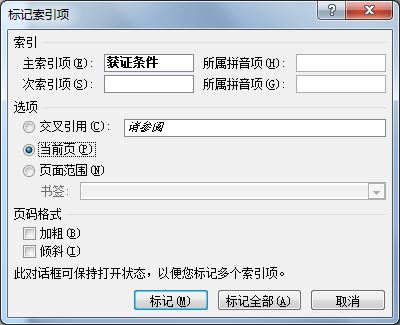 标记索引项
索引
主索引项(E): 获证条件 所属拼音项(H):
次索引项(S): 所属拼音项(G):
选项
交叉引用(C): 请参阅
当前页(P)
页面范围(N)
书签:
页码格式
加粗(B)
倾斜(I)
此对话框可保持打开状态，以便您标记多个索引项。
标记(M) 标记全部(A) 取消